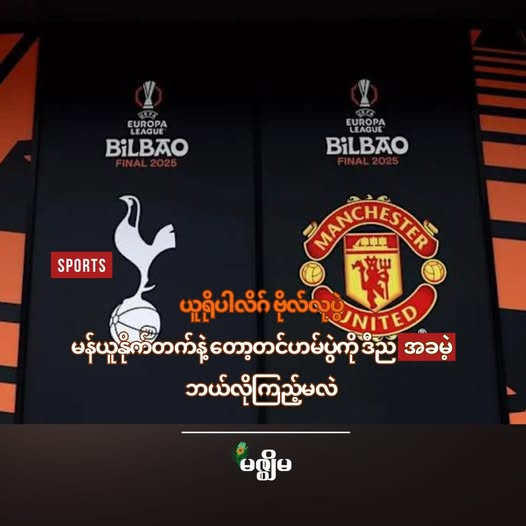 UEFA
EUROPA
LEAGUE
BiLBAO
FINAL 2025
UEFA
EUROPA
LEAGUE
BiLBAO
FINAL 2025
MANCHESTER
UNITED
®
SPORTS
ယူရိုပါလိဂ် ဗိုလ်လုပွဲ
မန်ယူနိုက်တက်နဲ့ တော့တင်ဟမ်ပွဲကို ဒီည အခမဲ့
ဘယ်လိုကြည့်မလဲ
မဇ္ဈိမ